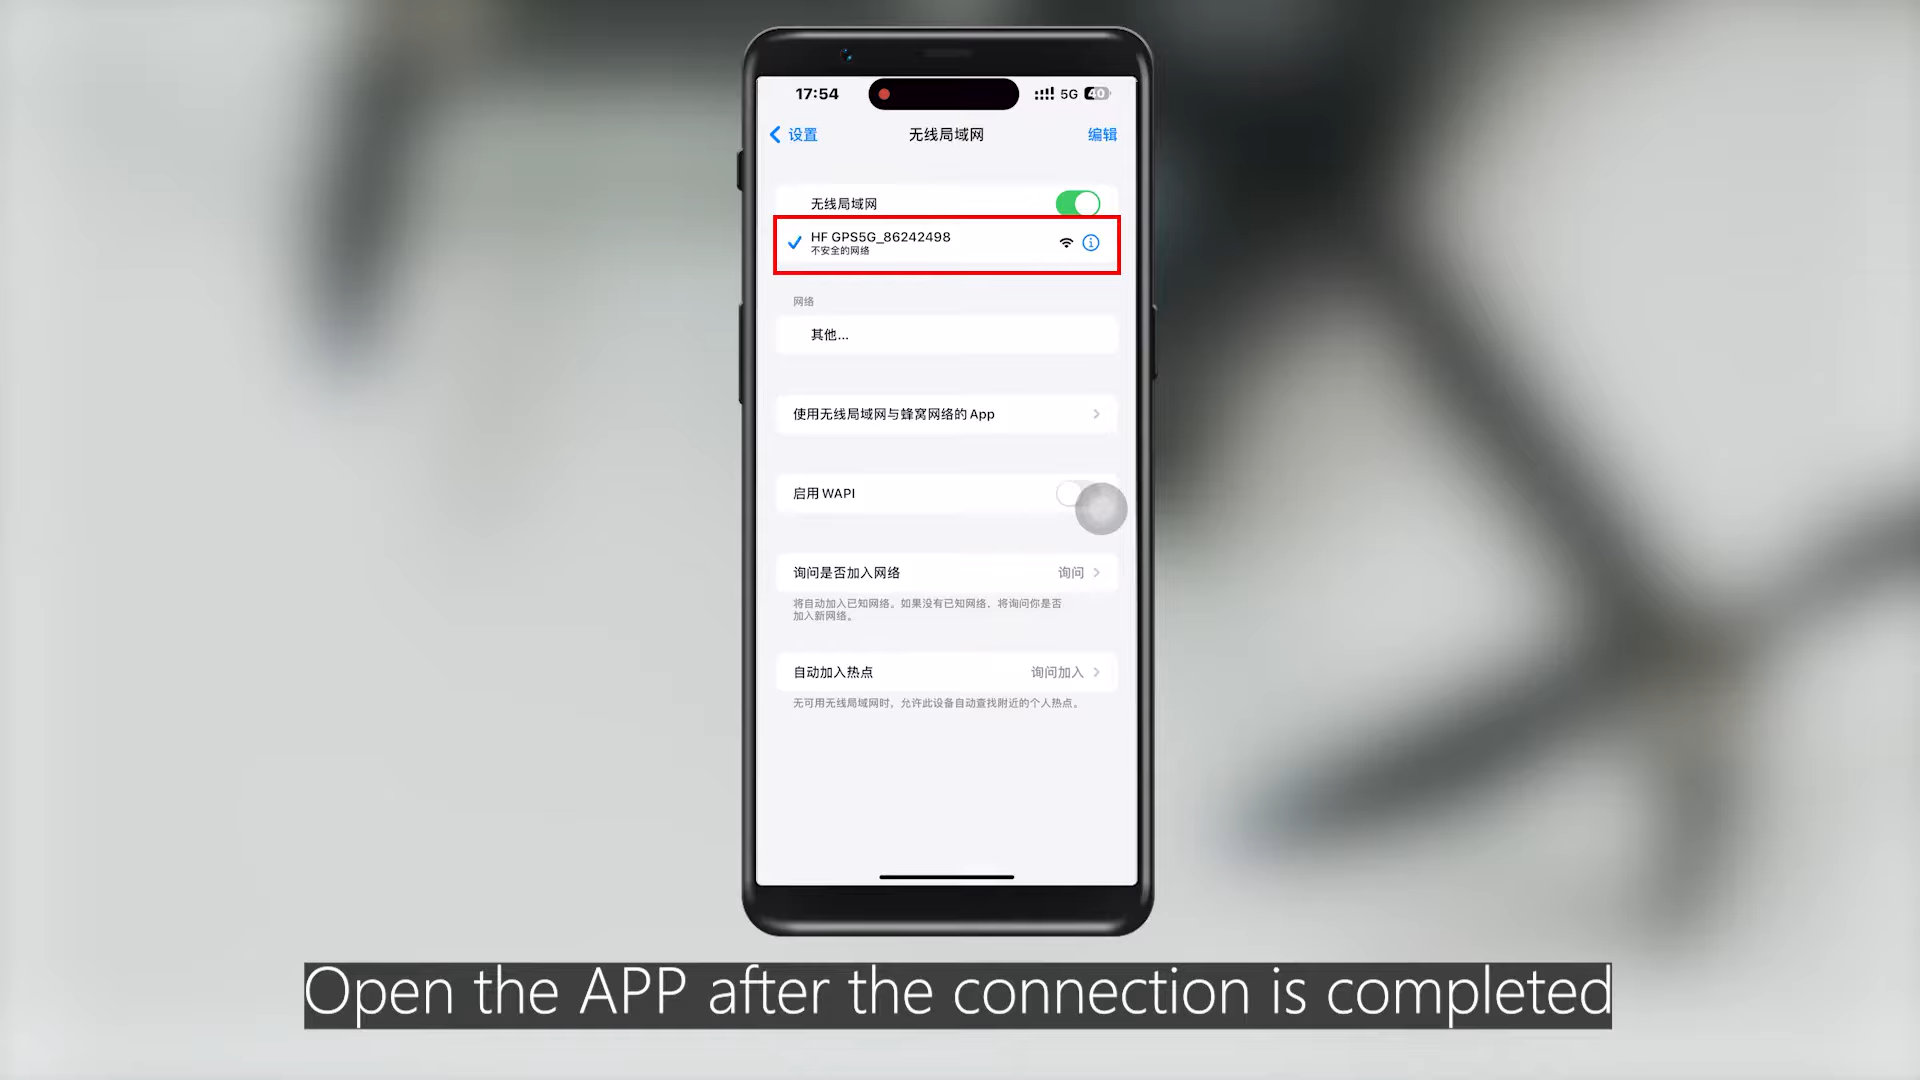 17:54
5G 40
设置
无线局域网
编辑
无线局域网
HF GPS5G_86242498
不安全的网络
网络
其他...
使用无线局域网与蜂窝网络的 App
启用 WAPI
询问是否加入网络
询问
将自动加入已知网络。如果没有已知网络，将询问你是否
加入新网络。
自动加入热点
询问加入
无可用无线局域网时，允许此设备自动查找附近的个人热点。
Open the APP after the connection is completed